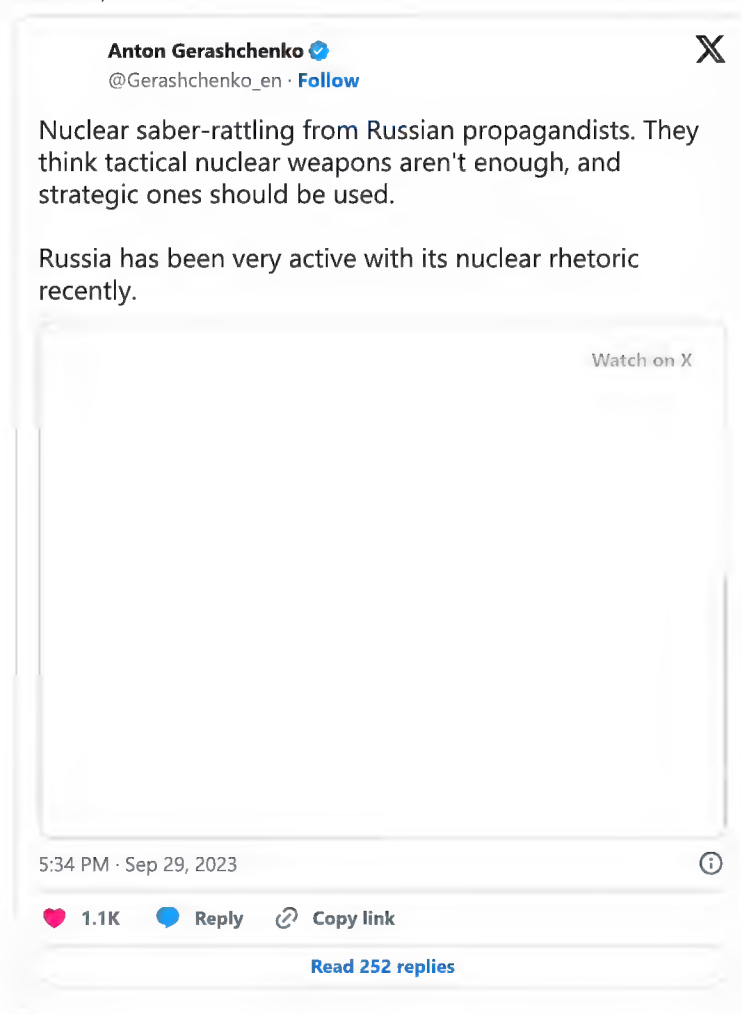 Anton Gerashchenko
@Gerashchenko_en · Follow
Nuclear saber-rattling from Russian propagandists. They
think tactical nuclear weapons aren't enough, and
strategic ones should be used.
Russia has been very active with its nuclear rhetoric
recently.
Watch on X
5:34 PM · Sep 29, 2023
1.1K Reply Copy link
Read 252 replies